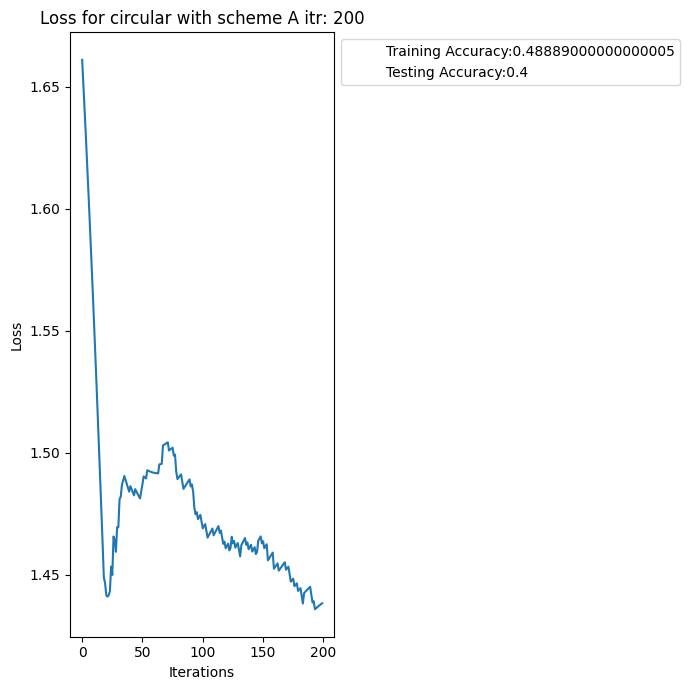 Loss for circular with scheme A itr: 200
Training Accuracy:0.48889000000000005
Testing Accuracy:0.4
1.65
1.60
1.55
1.50
1.45
Loss
0 50 100 150 200
Iterations